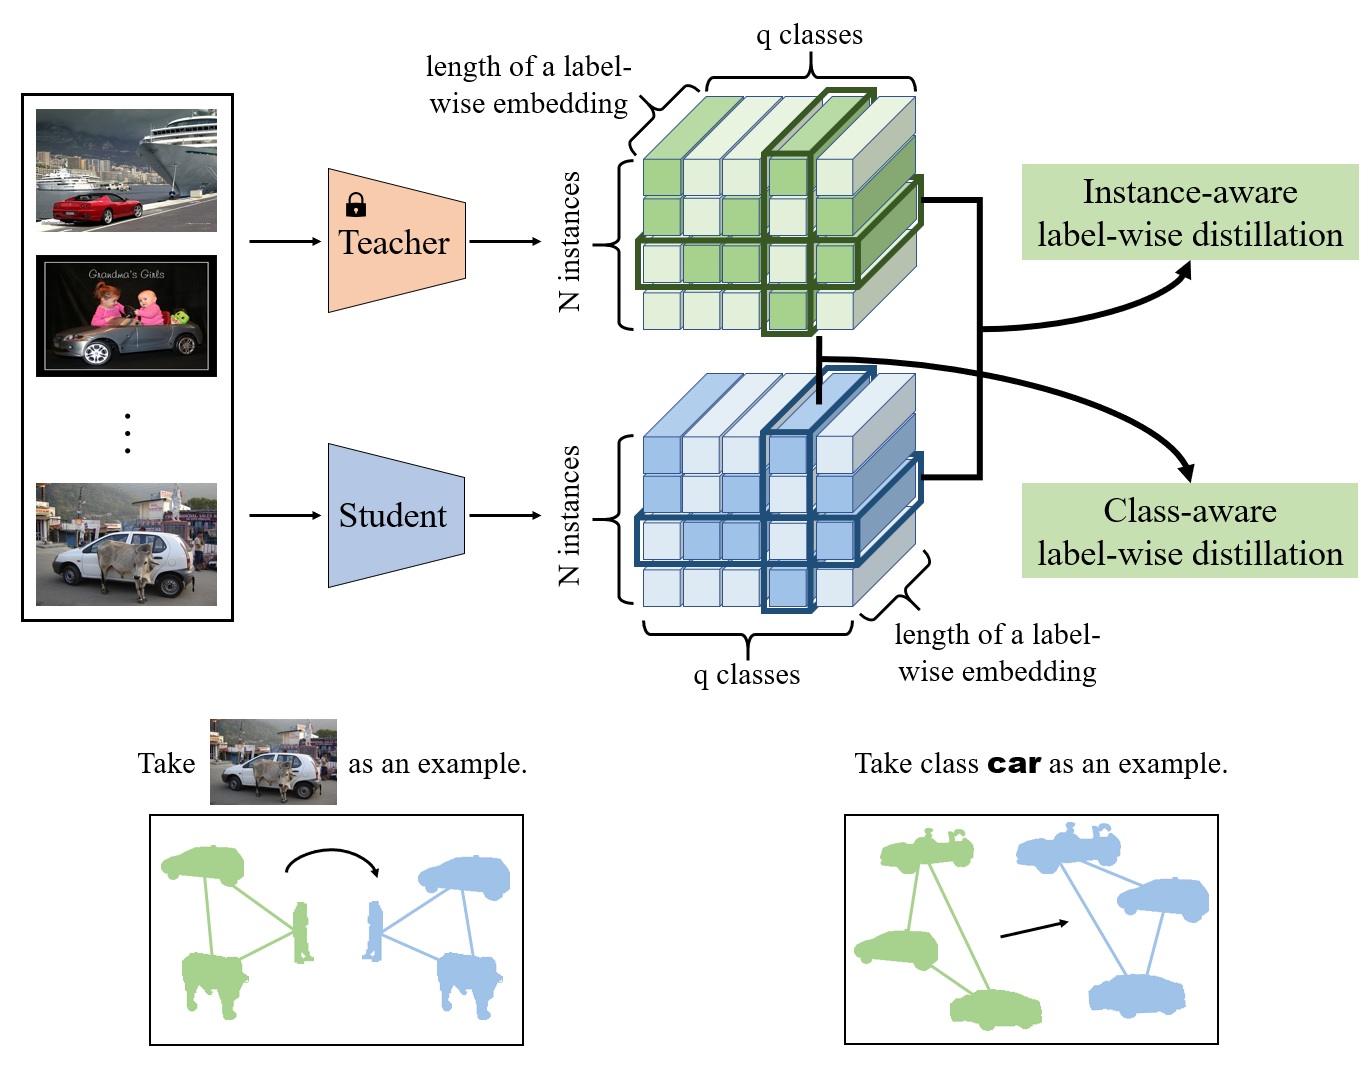 q classes
length of a label-
wise embedding
Grandma's Girls
Teacher
N instances
Instance-aware
label-wise distillation
Student
N instances
Class-aware
label-wise distillation
q classes
length of a label-
wise embedding
Take as an example.
Take class car as an example.